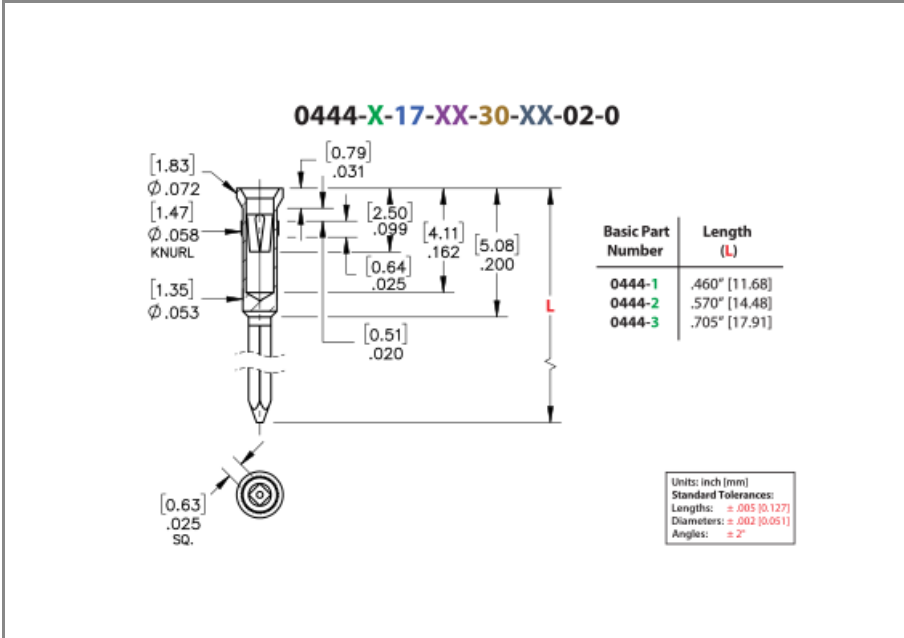 0444-X-17-XX-30-XX-02-0
[1.83]
Ø.072
[1.47]
Ø.058
KNURL
[1.35]
Ø.053
[0.79]
.031
[2.50]
.099
[4.11]
.162
[5.08]
.200
[0.64]
.025
[0.51]
.020
L
[0.63]
.025
SQ.
Basic Part Number Length (L)
0444-1 .460" [11.68]
0444-2 .570" [14.48]
0444-3 .705" [17.91]
Units: inch [mm]
Standard Tolerances:
Lengths: ± .005 [0.127]
Diameters: ± .002 [0.051]
Angles: ± 2°